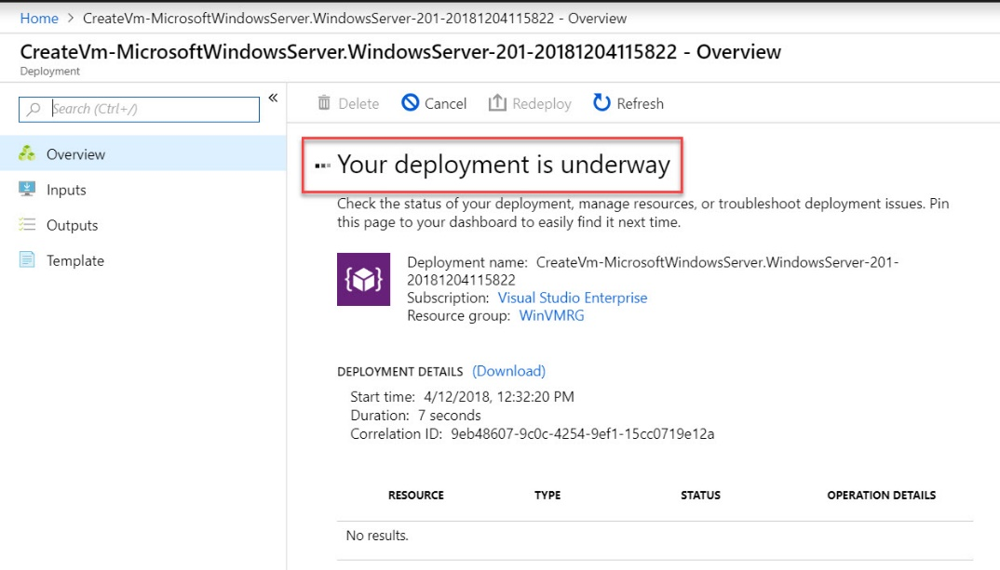 Home > CreateVm-MicrosoftWindowsServer.WindowsServer-201-20181204115822 - Overview
CreateVm-MicrosoftWindowsServer.WindowsServer-201-20181204115822 - Overview
Deployment
Search (Ctrl+/)
«
Delete Cancel Redeploy Refresh
Overview
Inputs
Outputs
Template
Your deployment is underway
Check the status of your deployment, manage resources, or troubleshoot deployment issues. Pin
this page to your dashboard to easily find it next time.
Deployment name: CreateVm-MicrosoftWindowsServer.WindowsServer-201-
20181204115822
Subscription: Visual Studio Enterprise
Resource group: WinVMRG
DEPLOYMENT DETAILS (Download)
Start time: 4/12/2018, 12:32:20 PM
Duration: 7 seconds
Correlation ID: 9eb48607-9c0c-4254-9ef1-15cc0719e12a
RESOURCE TYPE STATUS OPERATION DETAILS
No results.